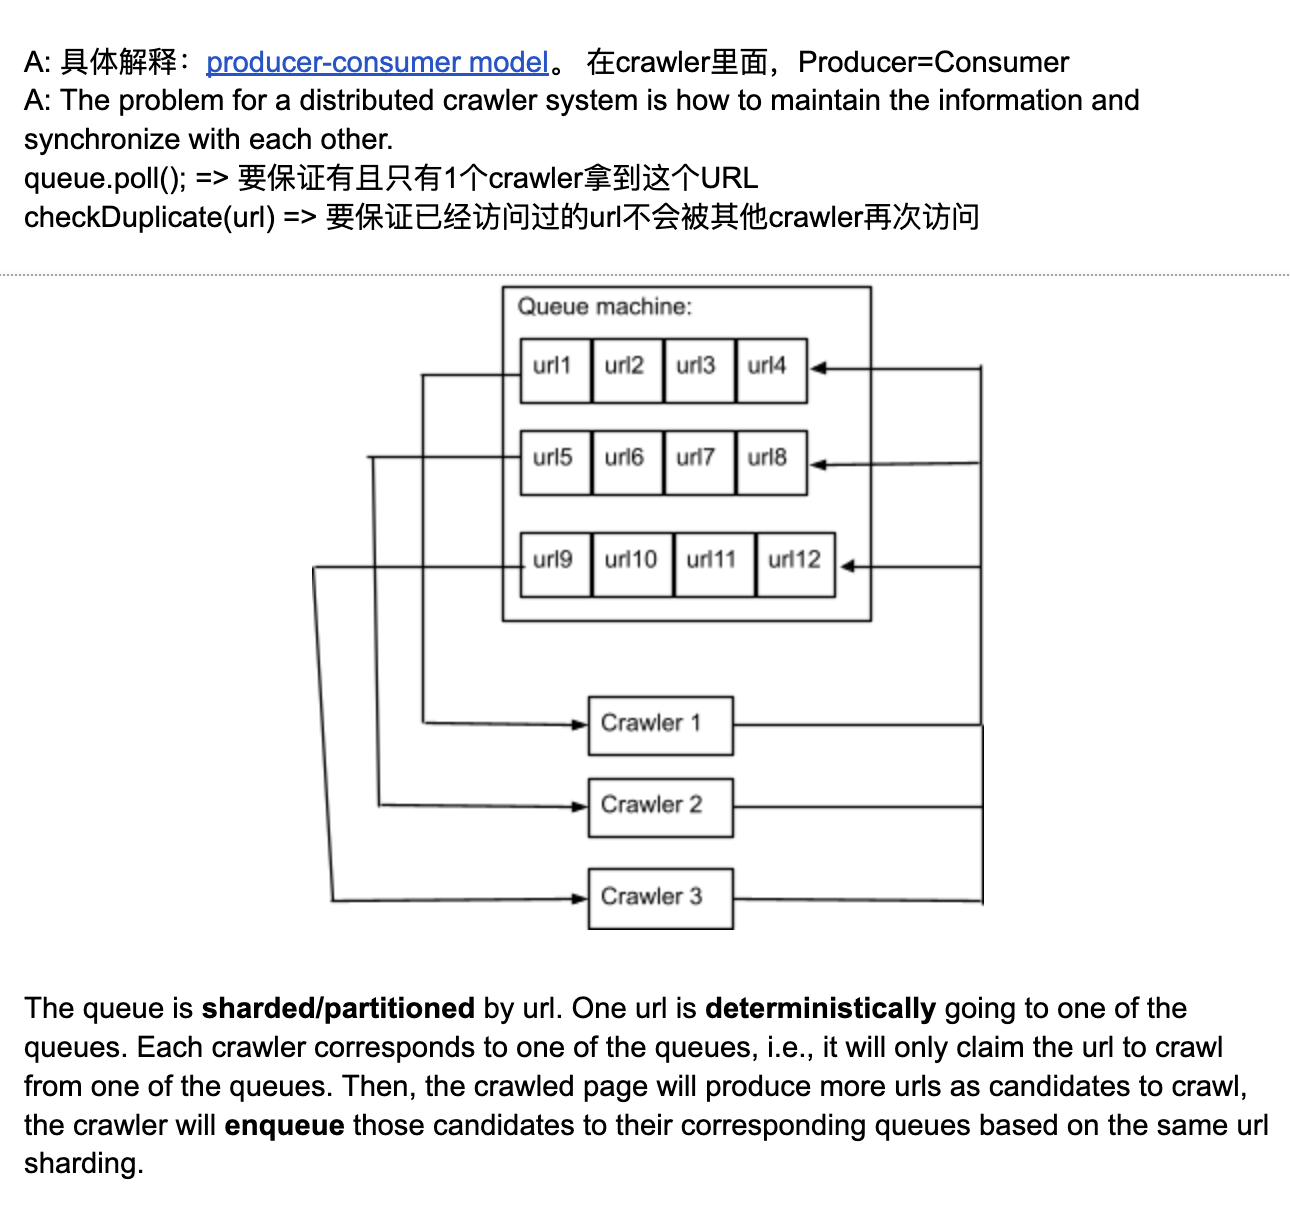 A: 具体解释：producer-consumer model。 在crawler里面，Producer=Consumer
A: The problem for a distributed crawler system is how to maintain the information and
synchronize with each other.
queue.poll(); => 要保证有且只有1个crawler拿到这个URL
checkDuplicate(url) => 要保证已经访问过的url不会被其他crawler再次访问
Queue machine:
url1 url2 url3 url4
url5 url6 url7 url8
url9 url10 url11 url12
Crawler 1
Crawler 2
Crawler 3
The queue is sharded/partitioned by url. One url is deterministically going to one of the
queues. Each crawler corresponds to one of the queues, i.e., it will only claim the url to crawl
from one of the queues. Then, the crawled page will produce more urls as candidates to crawl,
the crawler will enqueue those candidates to their corresponding queues based on the same url
sharding.